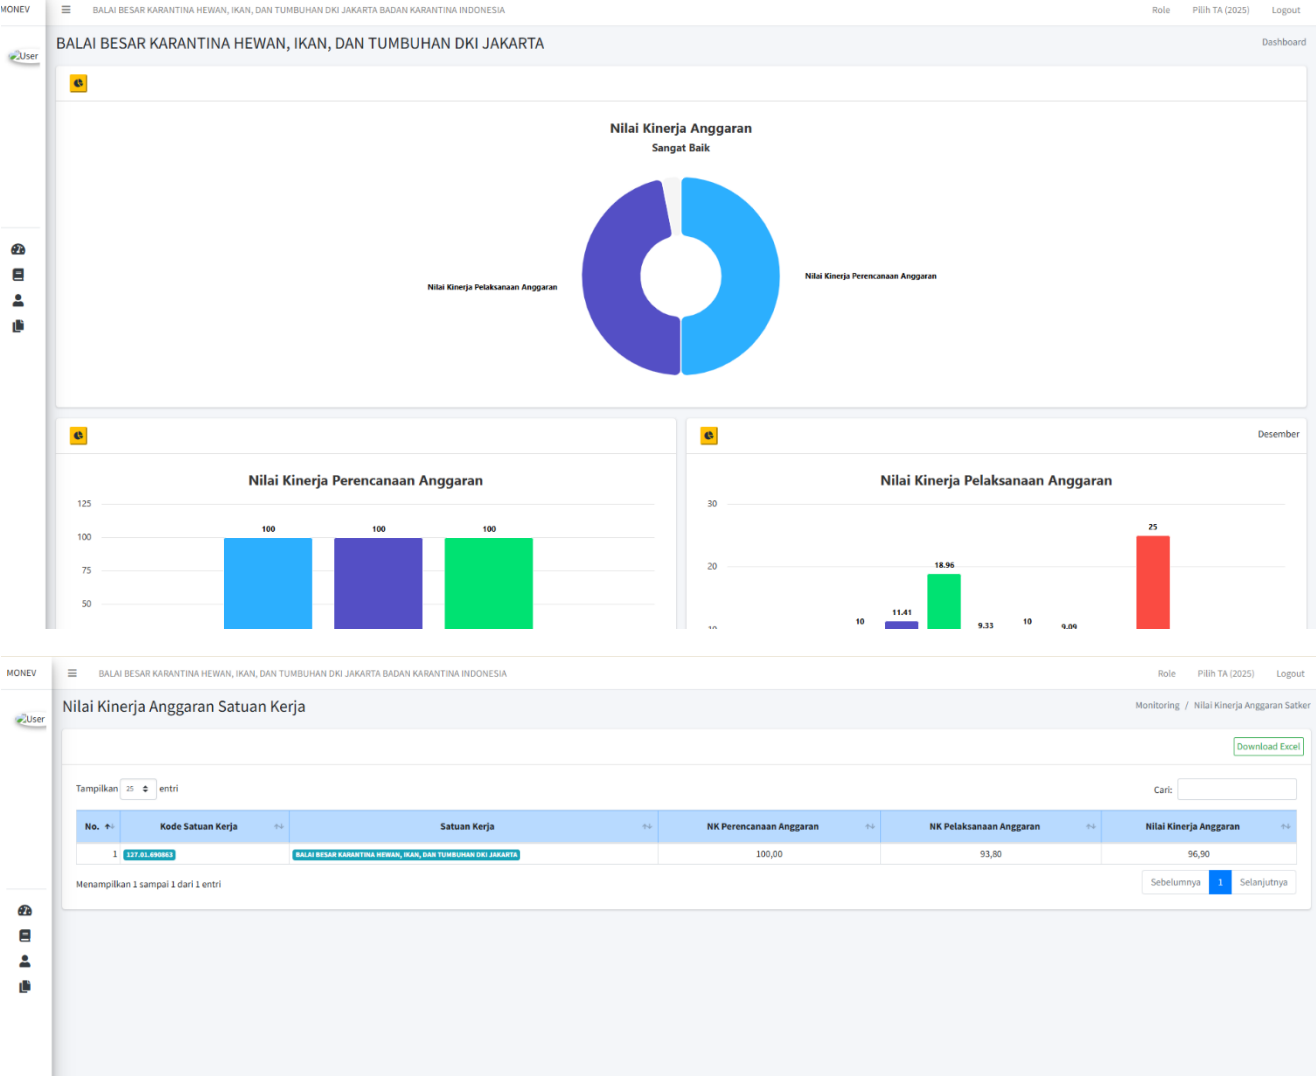 MONEV
BALAI BESAR KARANTINA HEWAN, IKAN, DAN TUMBUHAN DKI JAKARTA BADAN KARANTINA INDONESIA
Role Pilih TA (2025) Logout
User
BALAI BESAR KARANTINA HEWAN, IKAN, DAN TUMBUHAN DKI JAKARTA
Dashboard
Nilai Kinerja Anggaran
Sangat Baik
Nilai Kinerja Pelaksanaan Anggaran
Nilai Kinerja Perencanaan Anggaran
Nilai Kinerja Perencanaan Anggaran
125
100
75
50
100 100 100
Desember
Nilai Kinerja Pelaksanaan Anggaran
30
20
10
10 11.41 18.96 9.33 10 9.09 25
MONEV
BALAI BESAR KARANTINA HEWAN, IKAN, DAN TUMBUHAN DKI JAKARTA BADAN KARANTINA INDONESIA
Role Pilih TA (2025) Logout
User
Nilai Kinerja Anggaran Satuan Kerja
Monitoring / Nilai Kinerja Anggaran Satker
Download Excel
Tampilkan 25 entri
Cari:
No. Kode Satuan Kerja Satuan Kerja NK Perencanaan Anggaran NK Pelaksanaan Anggaran Nilai Kinerja Anggaran
1 127.01.690863 BALAI BESAR KARANTINA HEWAN, IKAN, DAN TUMBUHAN DKI JAKARTA 100,00 93,80 96,90
Menampilkan 1 sampai 1 dari 1 entri
Sebelumnya 1 Selanjutnya